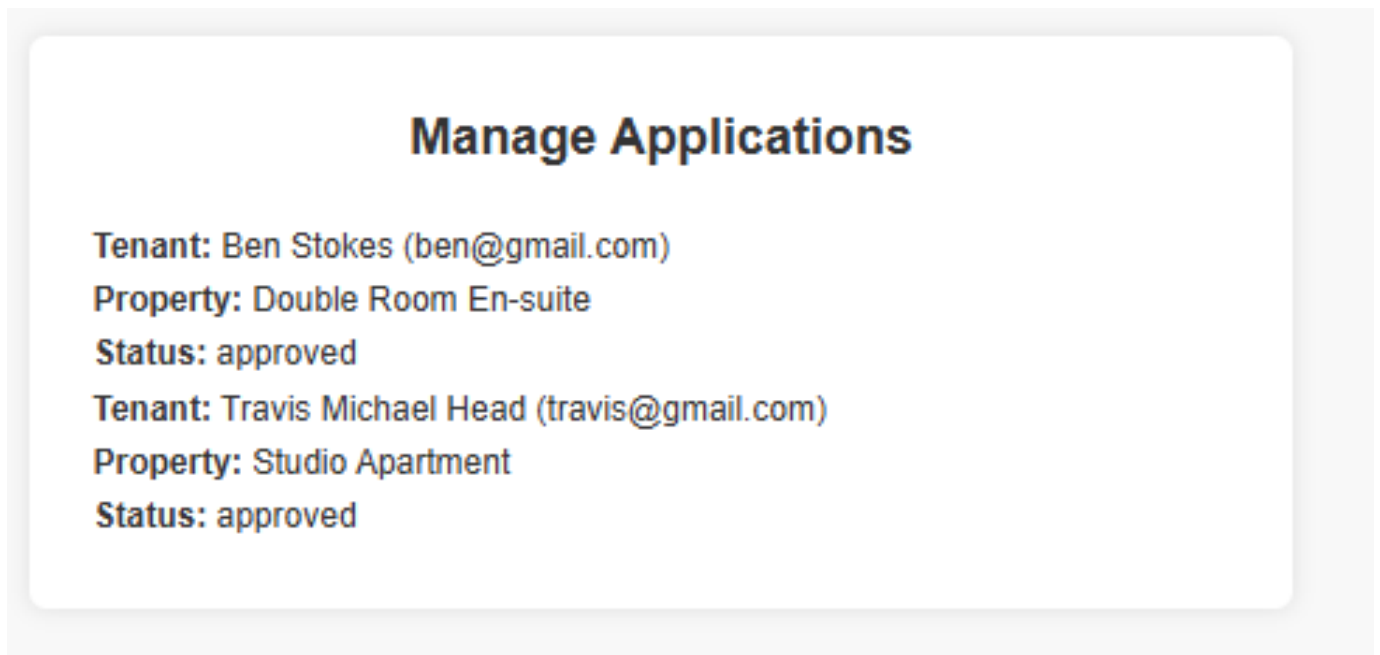 Manage Applications
Tenant: Ben Stokes (ben@gmail.com)
Property: Double Room En-suite
Status: approved
Tenant: Travis Michael Head (travis@gmail.com)
Property: Studio Apartment
Status: approved